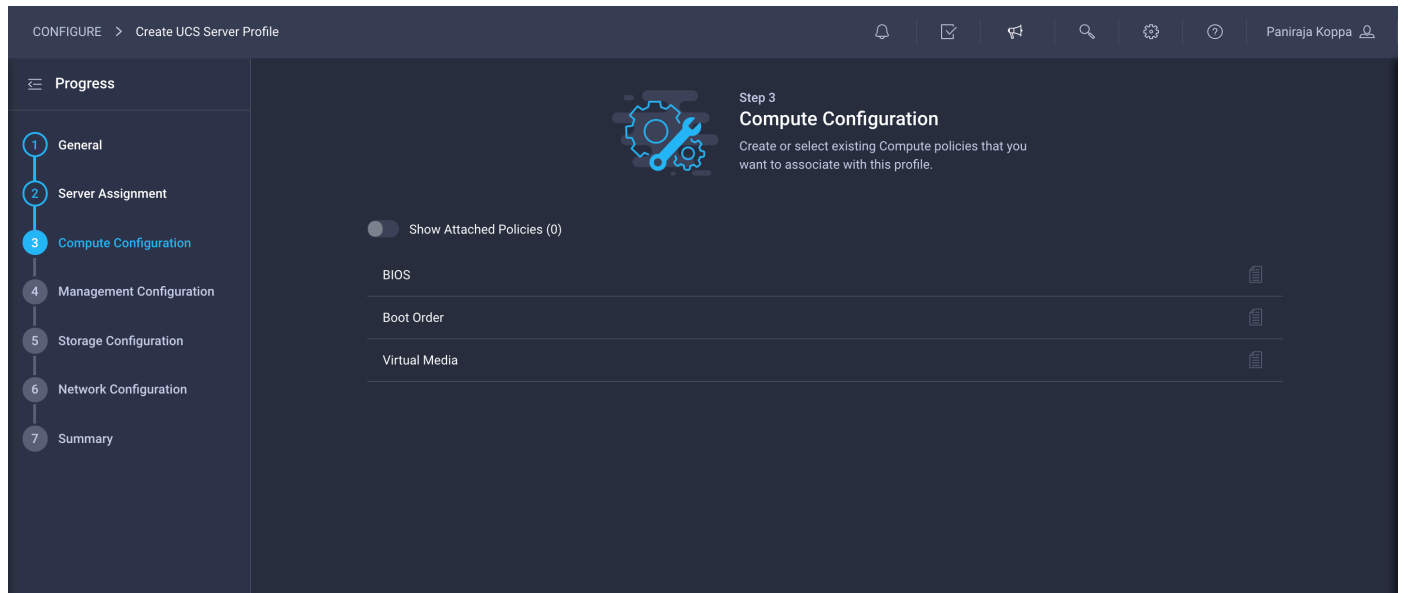 CONFIGURE > Create UCS Server Profile
Paniraja Koppa
Progress
1 General
2 Server Assignment
3 Compute Configuration
4 Management Configuration
5 Storage Configuration
6 Network Configuration
7 Summary
Step 3
Compute Configuration
Create or select existing Compute policies that you
want to associate with this profile.
Show Attached Policies (0)
BIOS
Boot Order
Virtual Media